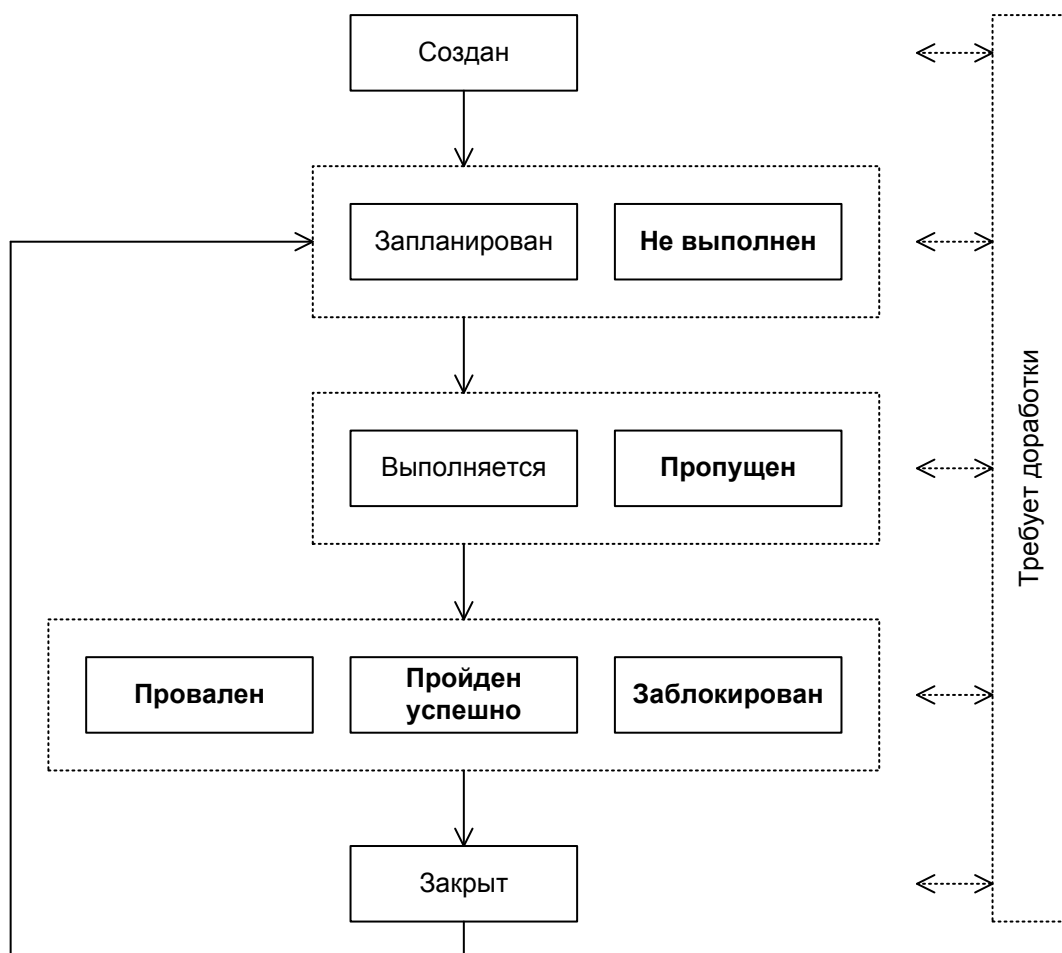 Создан
Запланирован
Не выполнен
Выполняется
Пропущен
Провален
Пройден
успешно
Заблокирован
Закрыт
Требует доработки